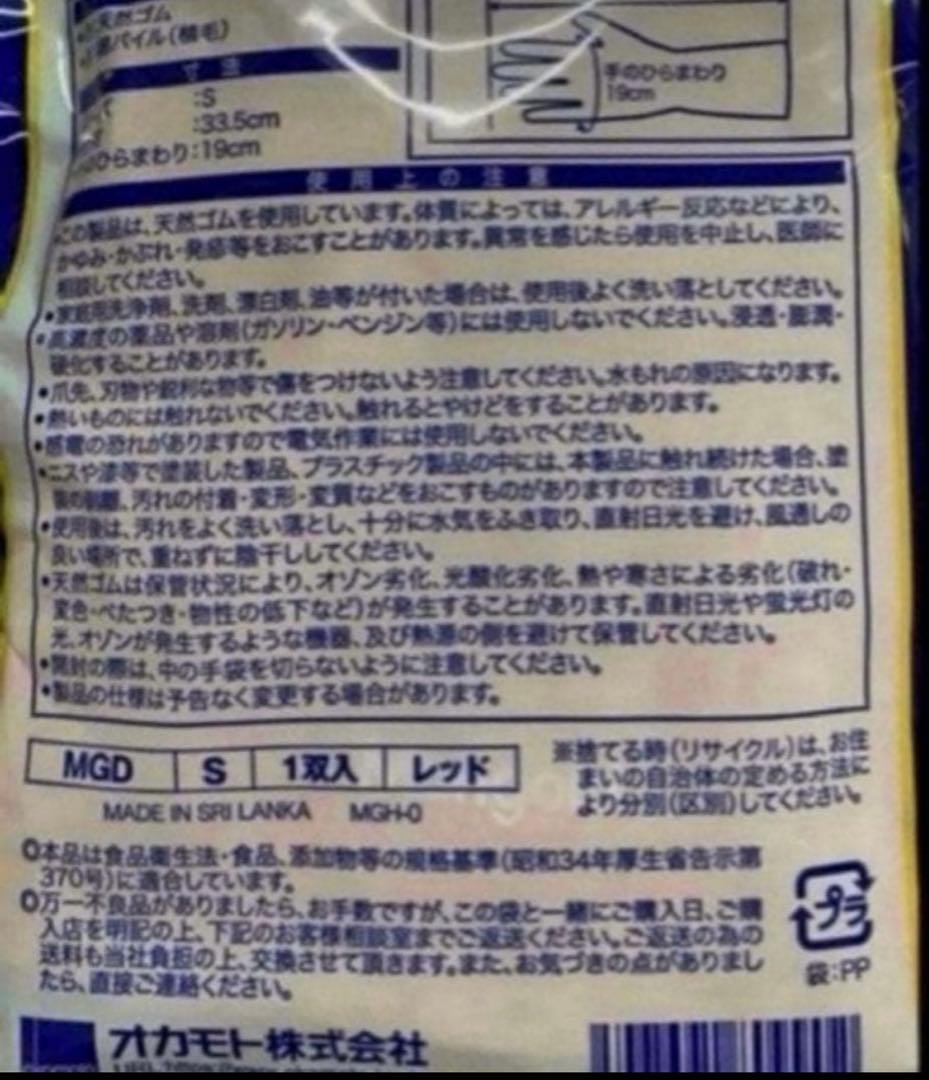 天然ゴム
パイル(植毛)
寸法
:S
:33.5cm
ひらまわり:19cm
手のひらまわり
19cm
使用上の注意
この製品は、天然ゴムを使用しています。体質によっては、アレルギー反応などにより、
かゆみ・かぶれ・発疹等をおこすことがあります。異常を感じたら使用を中止し、医師に
相談してください。
•家庭用洗浄剤、洗剤、漂白剤、油等が付いた場合は、使用後よく洗い落としてください。
•高濃度の薬品や溶剤(ガソリン・ベンジン等)には使用しないでください。浸透・膨潤・
硬化することがあります。
•爪先、刃物や鋭利な物等で傷をつけないよう注意してください。水もれの原因になります。
•熱いものには触れないでください。触れるとやけどをすることがあります。
•感電の恐れがありますので電気作業には使用しないでください。
•ニスや漆等で塗装した製品、プラスチック製品の中には、本製品に触れ続けた場合、塗
装の剥離、汚れの付着・変形・変質などをおこすものがありますので注意してください。
•使用後は、汚れをよく洗い落とし、十分に水気をふき取り、直射日光を避け、風通しの
良い場所で、重ねずに陰干ししてください。
•天然ゴムは保管状況により、オゾン劣化、光酸化劣化、熱や寒さによる劣化(破れ・
変色・べたつき・物性の低下など)が発生することがあります。直射日光や蛍光灯の
光、オゾンが発生するような機器、及び熱源の側を避けて保管してください。
•開封の際は、中の手袋を切らないように注意してください。
•製品の仕様は予告なく変更する場合があります。
MGD S 1双入 レッド
MADE IN SRI LANKA MGH-0
※捨てる時(リサイクル)は、お住
まいの自治体の定める方法に
より分別(区別)してください。
O本品は食品衛生法・食品、添加物等の規格基準(昭和34年厚生省告示第
370号)に適合しています。
O万一不良品がありましたら、お手数ですが、この袋と一緒にご購入日、ご購
入店を明記の上、下記のお客様相談室までご返送ください。ご返送の為の
送料も当社負担の上、交換させて頂きます。また、お気づきの点がありまし
たら、直接ご連絡ください。
プラ
袋:PP
オカモト株式会社